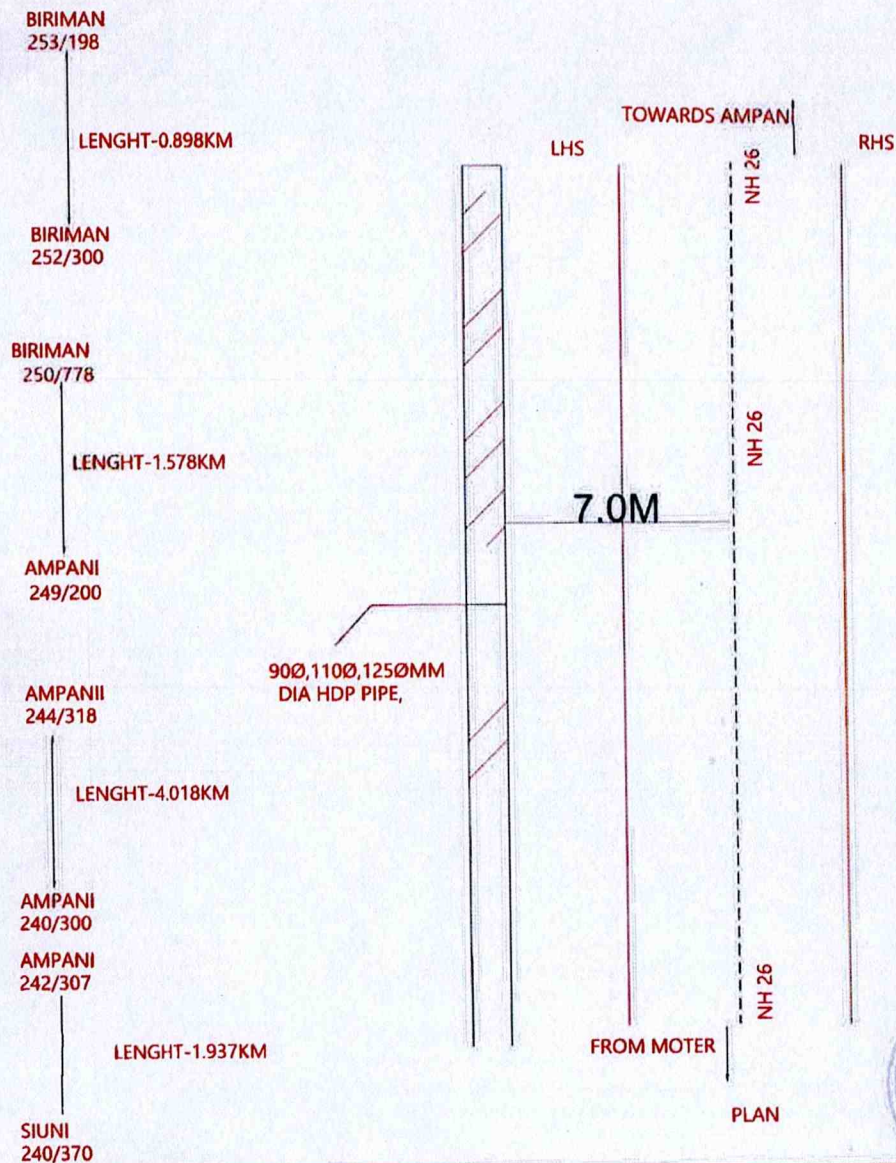 BIRIMAN
253/198
LENGHT-0.898KM
BIRIMAN
252/300
BIRIMAN
250/778
LENGHT-1.578KM
AMPANI
249/200
AMPANII
244/318
LENGHT-4.018KM
AMPANI
240/300
AMPANI
242/307
LENGHT-1.937KM
SIUNI
240/370
TOWARDS AMPANI
LHS
RHS
NH 26
NH 26
7.0M
90Ø,110Ø,125ØMM
DIA HDP PIPE,
NH 26
FROM MOTER
PLAN